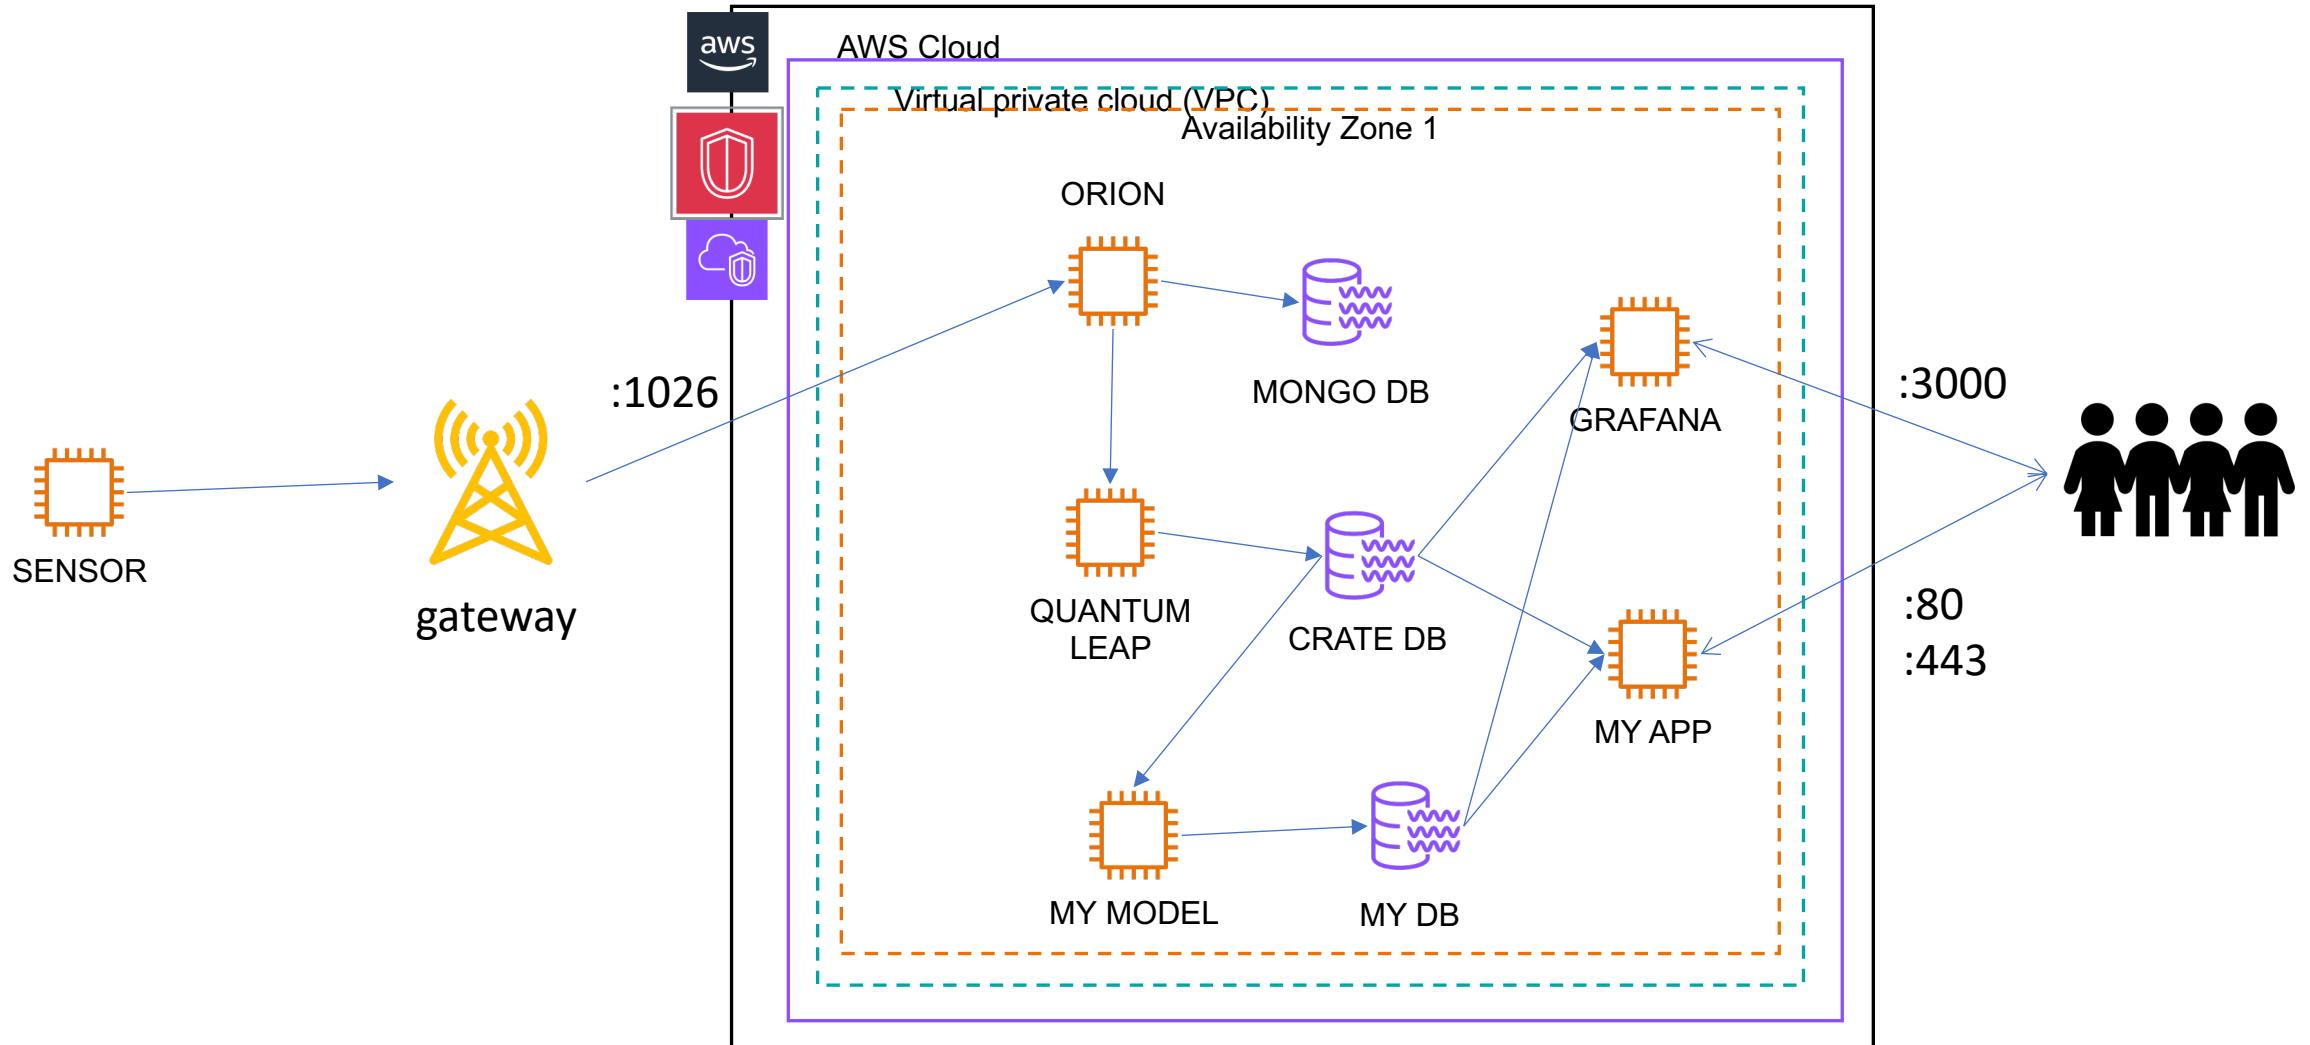 aws
AWS Cloud
Virtual private cloud (VPC)
Availability Zone 1
ORION
:1026
MONGO DB
GRAFANA
:3000
SENSOR
gateway
QUANTUM
LEAP
CRATE DB
:80
:443
MY APP
MY MODEL
MY DB